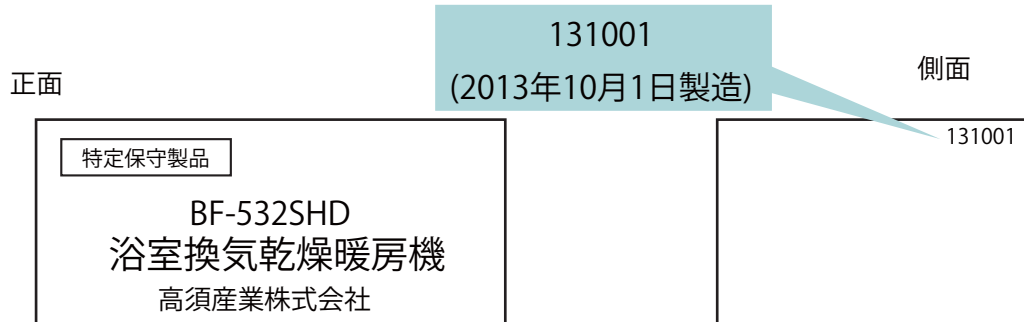 131001
(2013年10月1日製造)
正面
側面
131001
特定保守製品
BF-532SHD
浴室換気乾燥暖房機
高須産業株式会社